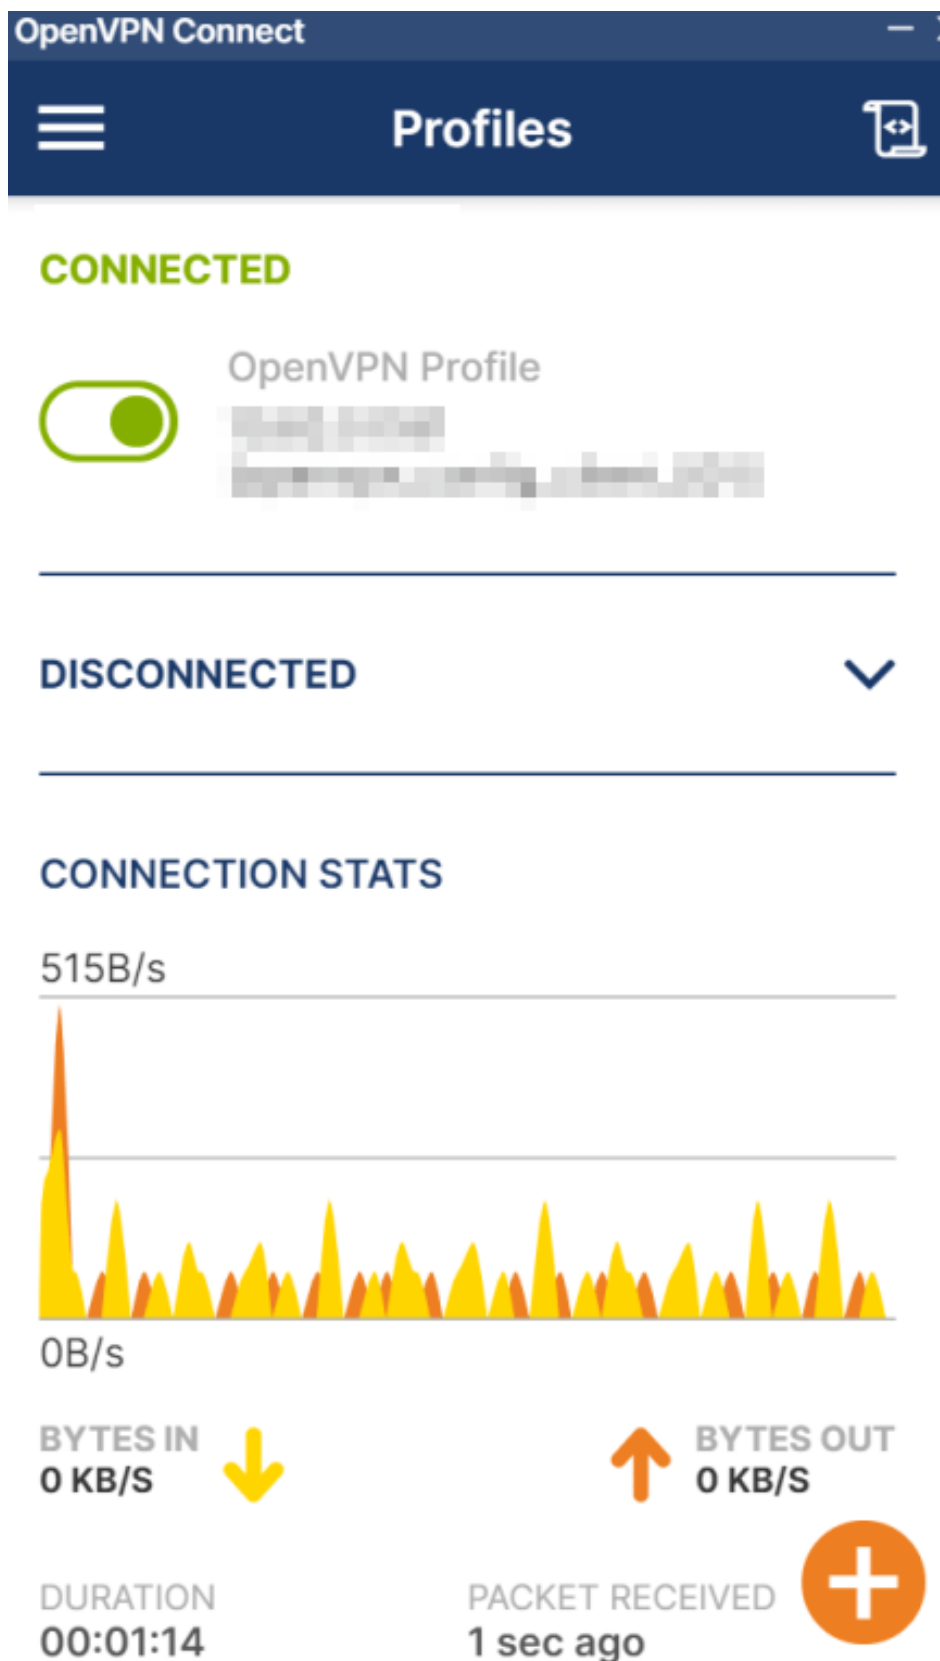 OpenVPN Connect
Profiles
CONNECTED
OpenVPN Profile
DISCONNECTED
CONNECTION STATS
515B/s
0B/s
BYTES IN
0 KB/S
BYTES OUT
0 KB/S
DURATION
00:01:14
PACKET RECEIVED
1 sec ago